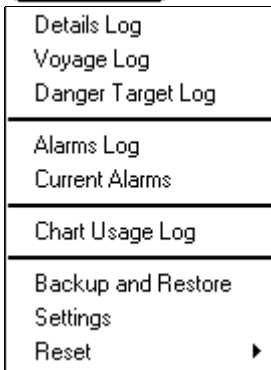 Details Log
Voyage Log
Danger Target Log
Alarms Log
Current Alarms
Chart Usage Log
Backup and Restore
Settings
Reset